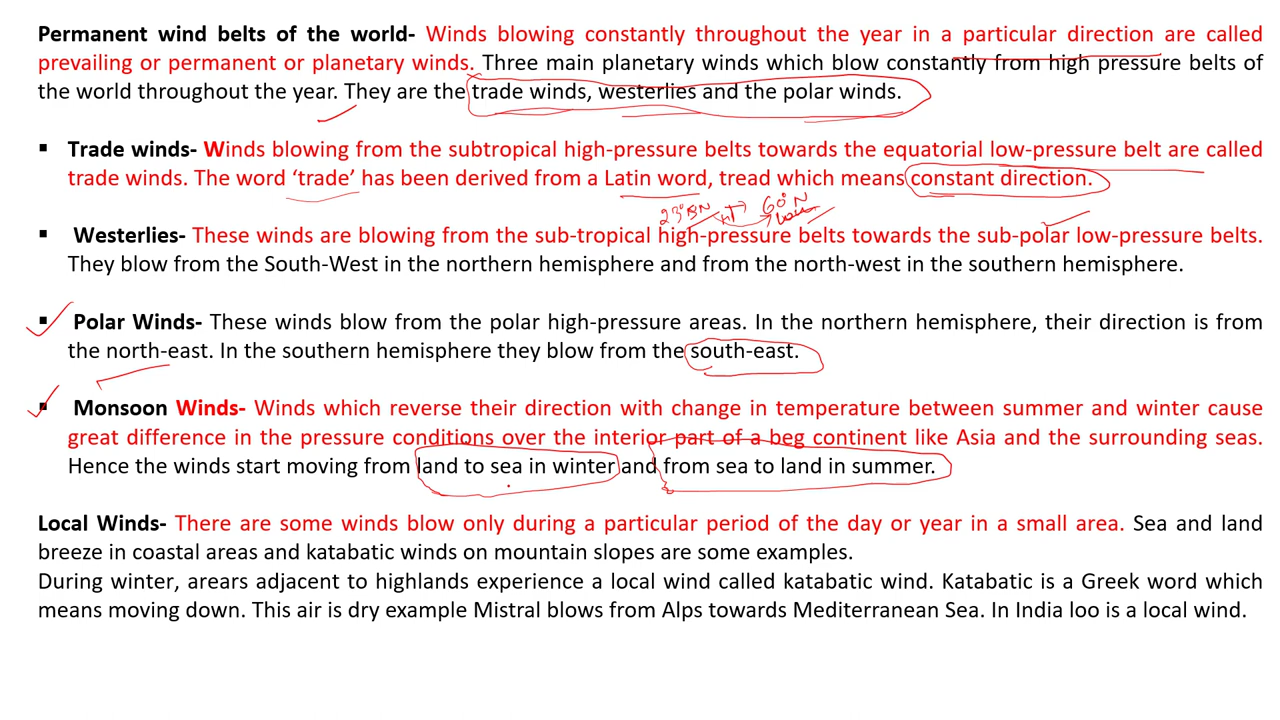 Permanent wind belts of the world- Winds blowing constantly throughout the year in a particular direction are called
prevailing or permanent or planetary winds. Three main planetary winds which blow constantly from high pressure belts of
the world throughout the year. They are the trade winds, westerlies and the polar winds.
▪ Trade winds- Winds blowing from the subtropical high-pressure belts towards the equatorial low-pressure belt are called
trade winds. The word ‘trade’ has been derived from a Latin word, tread which means constant direction.
60°N
▪ Westerlies- These winds are blowing from the sub-tropical high-pressure belts towards the sub-polar low-pressure belts.
They blow from the South-West in the northern hemisphere and from the north-west in the southern hemisphere.
▪ Polar Winds- These winds blow from the polar high-pressure areas. In the northern hemisphere, their direction is from
the north-east. In the southern hemisphere they blow from the south-east.
▪ Monsoon Winds- Winds which reverse their direction with change in temperature between summer and winter cause
great difference in the pressure conditions over the interior part of a beg continent like Asia and the surrounding seas.
Hence the winds start moving from land to sea in winter and from sea to land in summer.
Local Winds- There are some winds blow only during a particular period of the day or year in a small area. Sea and land
breeze in coastal areas and katabatic winds on mountain slopes are some examples.
During winter, arears adjacent to highlands experience a local wind called katabatic wind. Katabatic is a Greek word which
means moving down. This air is dry example Mistral blows from Alps towards Mediterranean Sea. In India loo is a local wind.